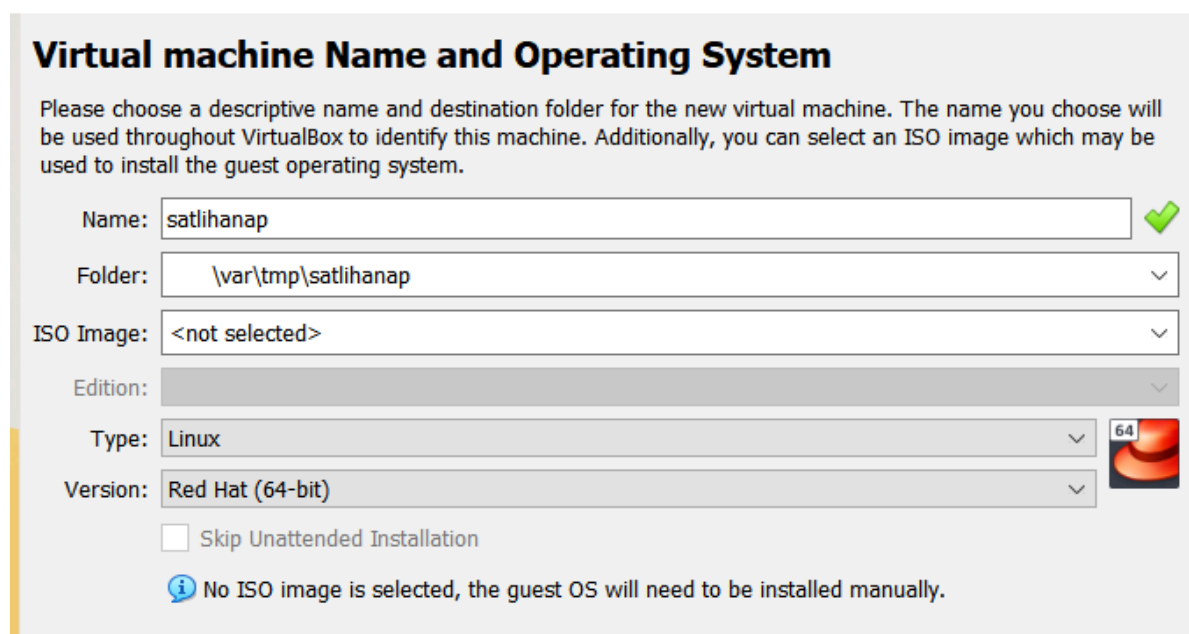 Virtual machine Name and Operating System
Please choose a descriptive name and destination folder for the new virtual machine. The name you choose will
be used throughout VirtualBox to identify this machine. Additionally, you can select an ISO image which may be
used to install the guest operating system.
Name: satlihanap
Folder: \var\tmp\satlihanap
ISO Image: <not selected>
Edition:
Type: Linux
64
Version: Red Hat (64-bit)
Skip Unattended Installation
No ISO image is selected, the guest OS will need to be installed manually.